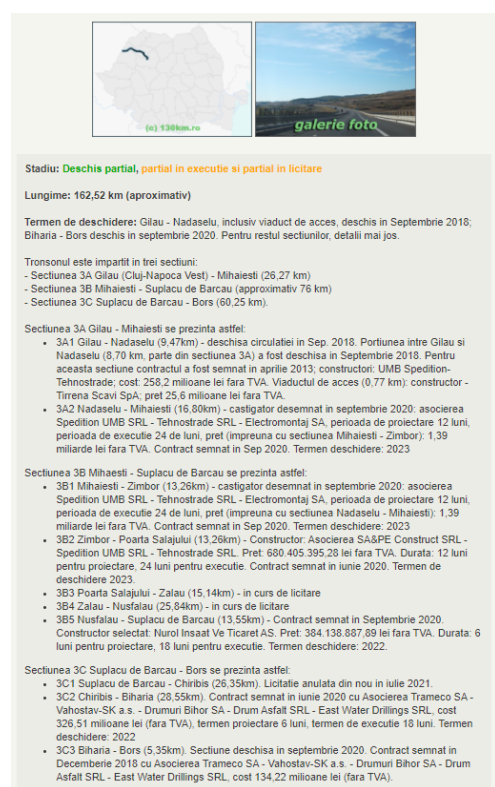 (c) 130km.ro
galerie foto
Stadiu: Deschis partial, partial in executie si partial in licitare
Lungime: 162,52 km (aproximativ)
Termen de deschidere: Gilau - Nadaselu, inclusiv viaduct de acces, deschis in Septembrie 2018;
Biharia - Bors deschis in septembrie 2020. Pentru restul sectiunilor, detalii mai jos.
Tronsonul este impartit in trei sectiuni:
- Sectiunea 3A Gilau (Cluj-Napoca Vest) - Mihaiesti (26,27 km)
- Sectiunea 3B Mihaiesti - Suplacu de Barcau (approximativ 76 km)
- Sectiunea 3C Suplacu de Barcau - Bors (60,25 km).
Sectiunea 3A Gilau - Mihaiesti se prezinta astfel:
• 3A1 Gilau - Nadaselu (9,47km) - deschisa circulatiei in Sep. 2018. Portiunea intre Gilau si
Nadaselu (8,70 km, parte din sectiunea 3A) a fost deschisa in Septembrie 2018. Pentru
aceasta sectiune contractul a fost semnat in aprilie 2013; constructori: UMB Spedition-
Tehnostrade; cost: 258,2 milioane lei fara TVA. Viaductul de acces (0,77 km): constructor -
Tirrena Scavi SpA; pret 25,6 milioane lei fara TVA.
• 3A2 Nadaselu - Mihaiesti (16,80km) - castigator desemnat in septembrie 2020: asocierea
Spedition UMB SRL - Tehnostrade SRL - Electromontaj SA, perioada de proiectare 12 luni,
perioada de executie 24 de luni, pret (impreuna cu sectiunea Mihaiesti - Zimbor): 1,39
miliarde lei fara TVA. Contract semnat in Sep 2020. Termen deschidere: 2023
Sectiunea 3B Mihaesti - Suplacu de Barcau se prezinta astfel:
• 3B1 Mihaiesti - Zimbor (13,26km) - castigator desemnat in septembrie 2020: asocierea
Spedition UMB SRL - Tehnostrade SRL - Electromontaj SA, perioada de proiectare 12 luni,
perioada de executie 24 de luni, pret (impreuna cu sectiunea Nadaselu - Mihaiesti): 1,39
miliarde lei fara TVA. Contract semnat in Sep 2020. Termen deschidere: 2023
• 3B2 Zimbor - Poarta Salajului (13,26km) - Constructor: Asocierea SA&PE Construct SRL -
Spedition UMB SRL - Tehnostrade SRL. Pret: 680.405.395,28 lei fara TVA. Durata: 12 luni
pentru proiectare, 24 luni pentru executie. Contract semnat in iunie 2020. Termen de
deschidere 2023.
• 3B3 Poarta Salajului - Zalau (15,14km) - in curs de licitare
• 3B4 Zalau - Nusfalau (25,84km) - in curs de licitare
• 3B5 Nusfalau - Suplacu de Barcau (13,55km) - Contract semnat in Septembrie 2020.
Constructor selectat: Nurol Insaat Ve Ticaret AS. Pret: 384.138.887,89 lei fara TVA. Durata: 6
luni pentru proiectare, 18 luni pentru executie. Termen deschidere: 2022.
Sectiunea 3C Suplacu de Barcau - Bors se prezinta astfel:
• 3C1 Suplacu de Barcau - Chiribis (26,35km). Licitatie anulata din nou in iulie 2021.
• 3C2 Chiribis - Biharia (28,55km). Contract semnat in iunie 2020 cu Asocierea Trameco SA -
Vahostav-SK a.s. - Drumuri Bihor SA - Drum Asfalt SRL - East Water Drillings SRL, cost
326,51 milioane lei (fara TVA), termen proiectare 6 luni, termen de executie 18 luni. Termen
deschidere: 2022
• 3C3 Biharia - Bors (5,35km). Sectiune deschisa in septembrie 2020. Contract semnat in
Decemberie 2018 cu Asocierea Trameco SA - Vahostav-SK a.s. - Drumuri Bihor SA - Drum
Asfalt SRL - East Water Drillings SRL, cost 134,22 milioane lei (fara TVA).